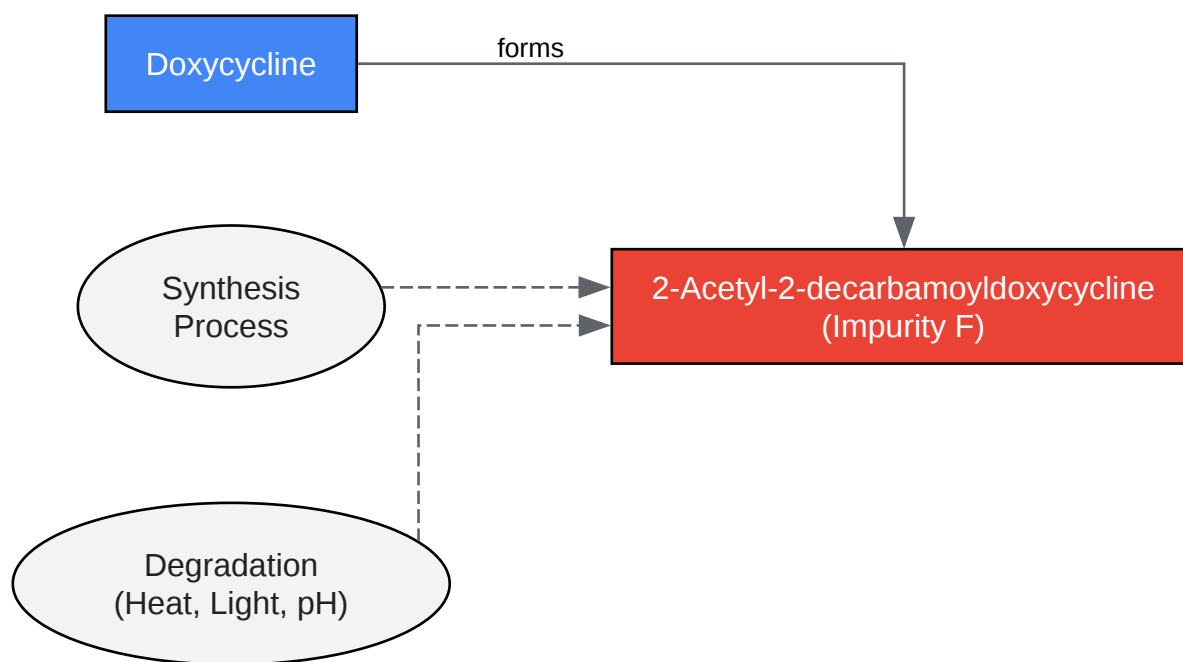 forms
Doxycycline
Synthesis
Process
2-Acetyl-2-decarbamoyldoxycycline
(Impurity F)
Degradation
(Heat, Light, pH)